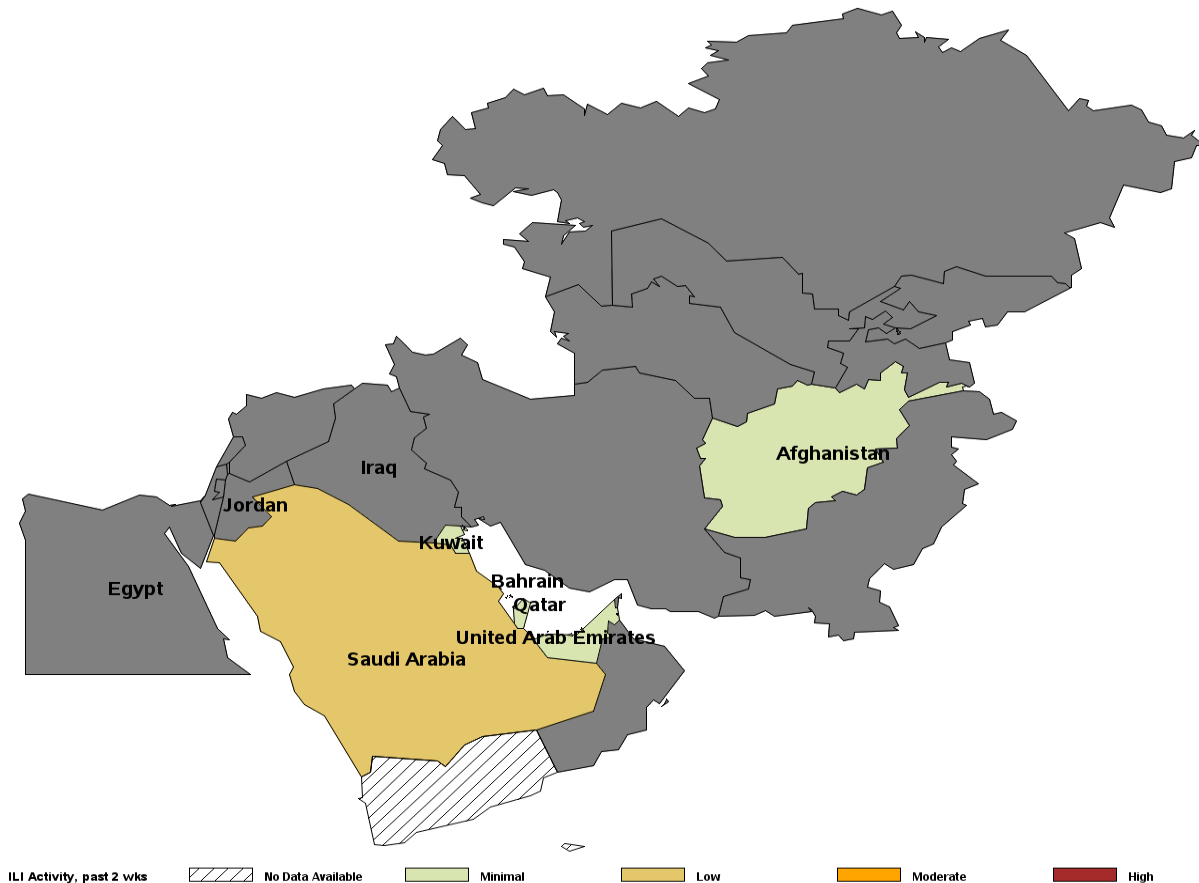 Afghanistan
Iraq
Jordan
Kuwait
Bahrain
Egypt
Qatar
United Arab Emirates
Saudi Arabia
ILI Activity, past 2 wks No Data Available Minimal Low Moderate High